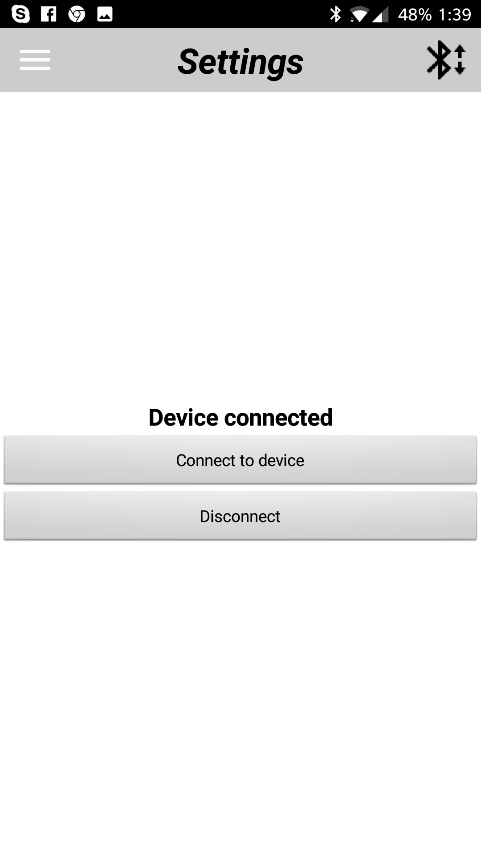 48% 1:39
Settings
Device connected
Connect to device
Disconnect